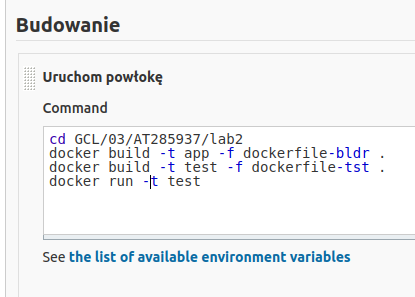 Budowanie
Uruchom powłokę
Command
cd GCL/03/AT285937/lab2
docker build -t app -f dockerfile-bldr .
docker build -t test -f dockerfile-tst .
docker run -t test
See the list of available environment variables